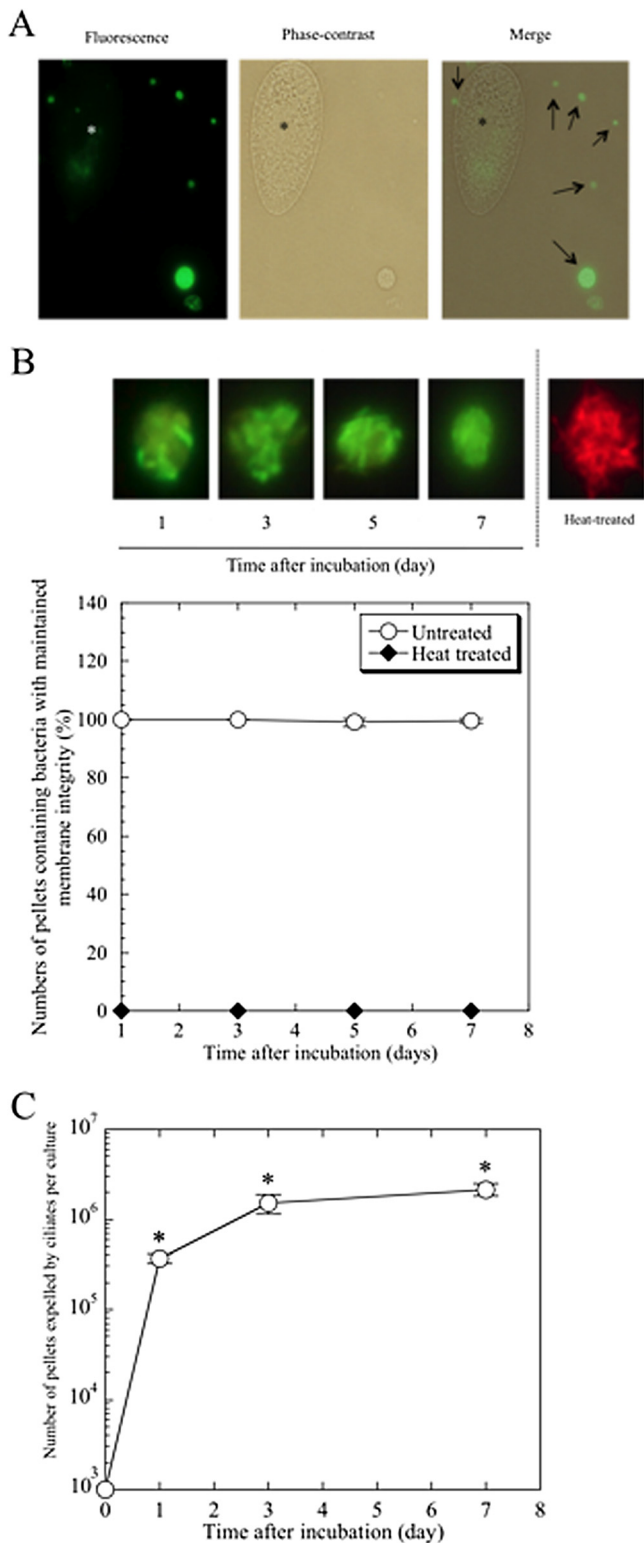 A
Fluorescence Phase-contrast Merge
* * *
B
1 3 5 7 Heat-treated
Time after incubation (day)
Numbers of pellets containing bacteria with maintained
membrane integrity (%)
140
120
100
80
60
40
20
0
Untreated
Heat treated
1 2 3 4 5 6 7 8
Time after incubation (days)
C
Number of pellets expelled by ciliates per culture
10^7
10^6
10^5
10^4
10^3
* * *
0 1 2 3 4 5 6 7 8
Time after incubation (day)